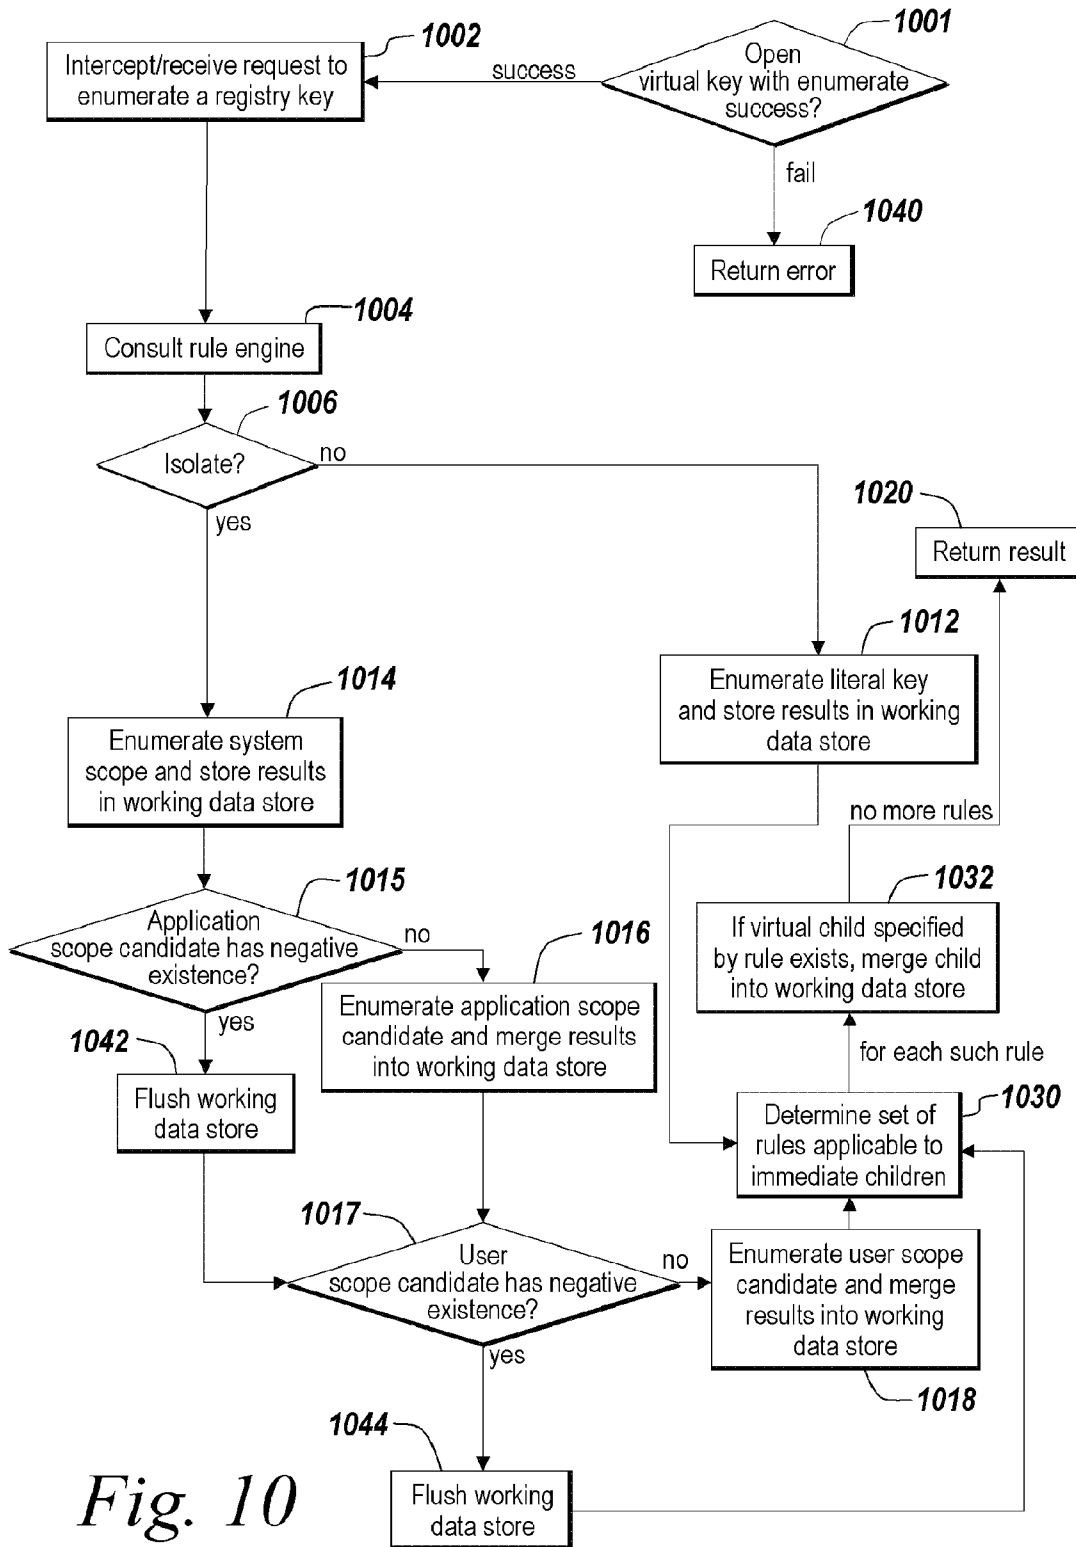 1002
Intercept/receive request to
enumerate a registry key
success
1001
Open
virtual key with enumerate
success?
fail
1040
Return error
1004
Consult rule engine
1006
Isolate?
no
yes
1020
Return result
1012
Enumerate literal key
and store results in working
data store
1014
Enumerate system
scope and store results
in working data store
no more rules
1015
Application
scope candidate has negative
existence?
no
yes
1016
Enumerate application scope
candidate and merge results
into working data store
1032
If virtual child specified
by rule exists, merge child
into working data store
for each such rule
1042
Flush working
data store
1030
Determine set of
rules applicable to
immediate children
1017
User
scope candidate has negative
existence?
no
yes
Enumerate user scope
candidate and merge
results into working
data store
1018
1044
Flush working
data store
Fig. 10